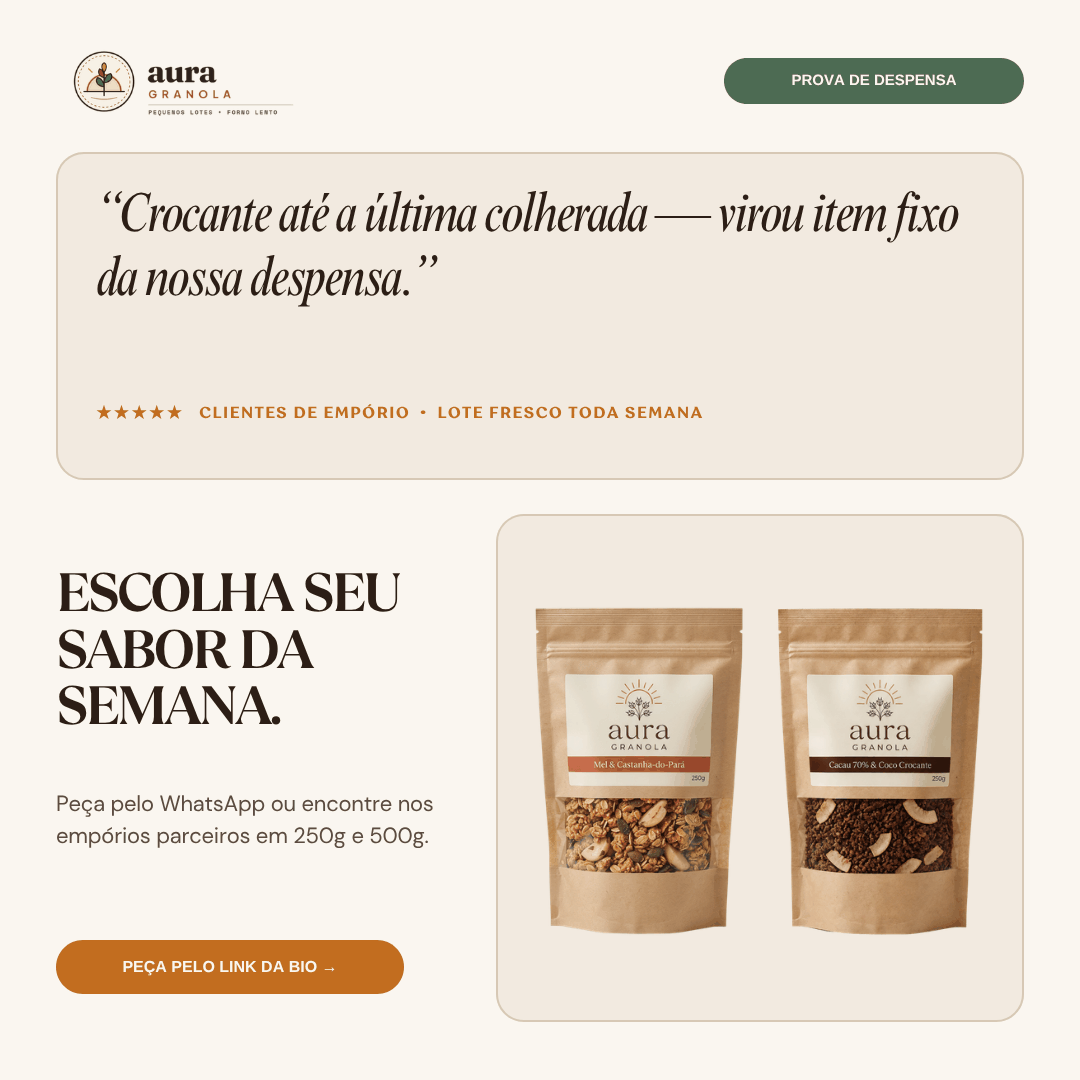 aura
GRANOLA
PEQUENOS LOTES • FORNO LENTO
PROVA DE DESPENSA
“Crocante até a última colherada — virou item fixo
da nossa despensa.”
★★★★★ CLIENTES DE EMPÓRIO • LOTE FRESCO TODA SEMANA
ESCOLHA SEU
SABOR DA
SEMANA.
Peça pelo WhatsApp ou encontre nos
empórios parceiros em 250g e 500g.
PEÇA PELO LINK DA BIO →
aura
GRANOLA
Mel & Castanha-do-Pará
250g
aura
GRANOLA
Cacau 70% & Coco Crocante
250g